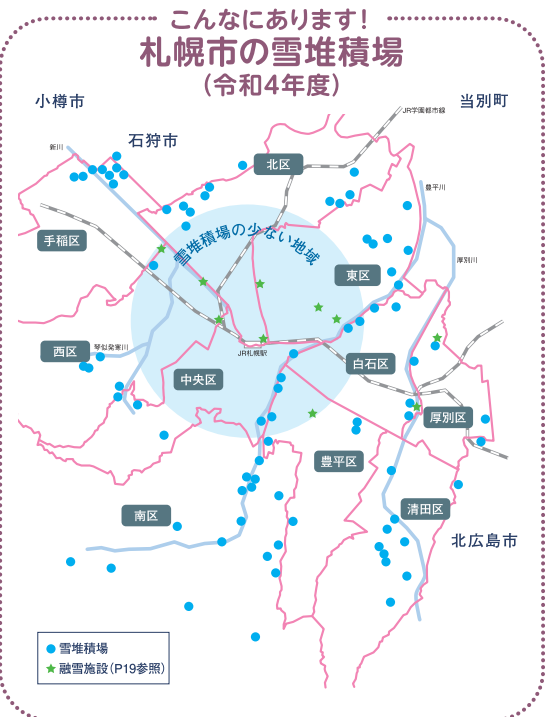 こんなにあります!
札幌市の雪堆積場
(令和4年度)
小樽市
当別町
石狩市
JR学園都市線
新川
北区
豊平川
手稲区
雪堆積場の少ない地域
厚別川
東区
西区
琴似発寒川
JR札幌駅
白石区
中央区
厚別区
豊平区
南区
清田区
北広島市
雪堆積場
融雪施設(P19参照)